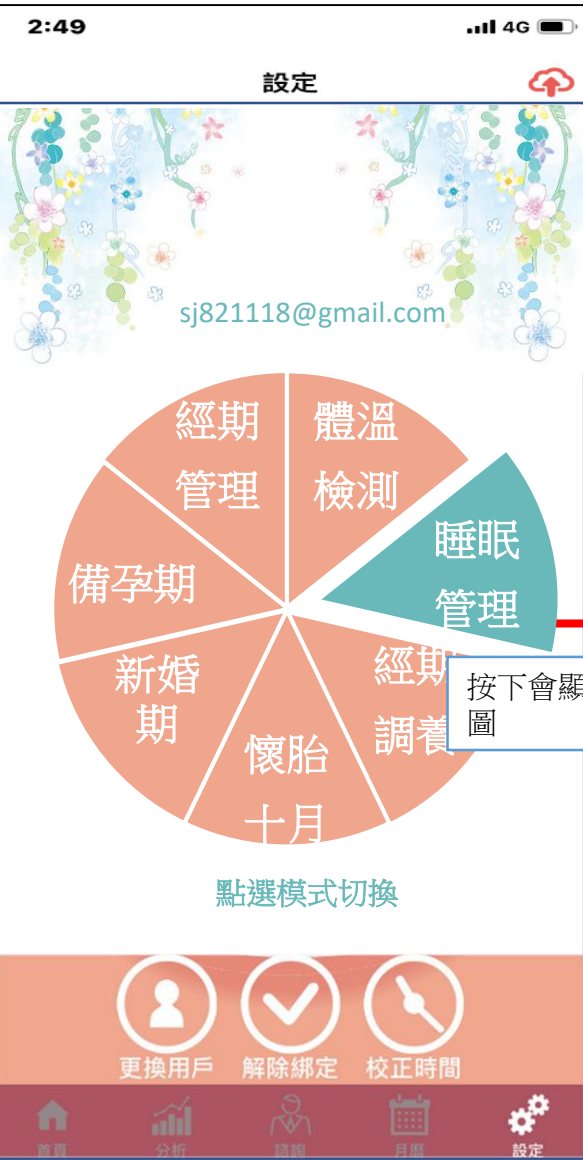 2:49
4G
設定
sj821118@gmail.com
經期
管理
體溫
檢測
睡眠
管理
備孕期
新婚
期
懷胎
十月
經期
調養
按下會顯
圖
點選模式切換
更換用戶
解除綁定
校正時間
首頁
分析
諮詢
月曆
設定